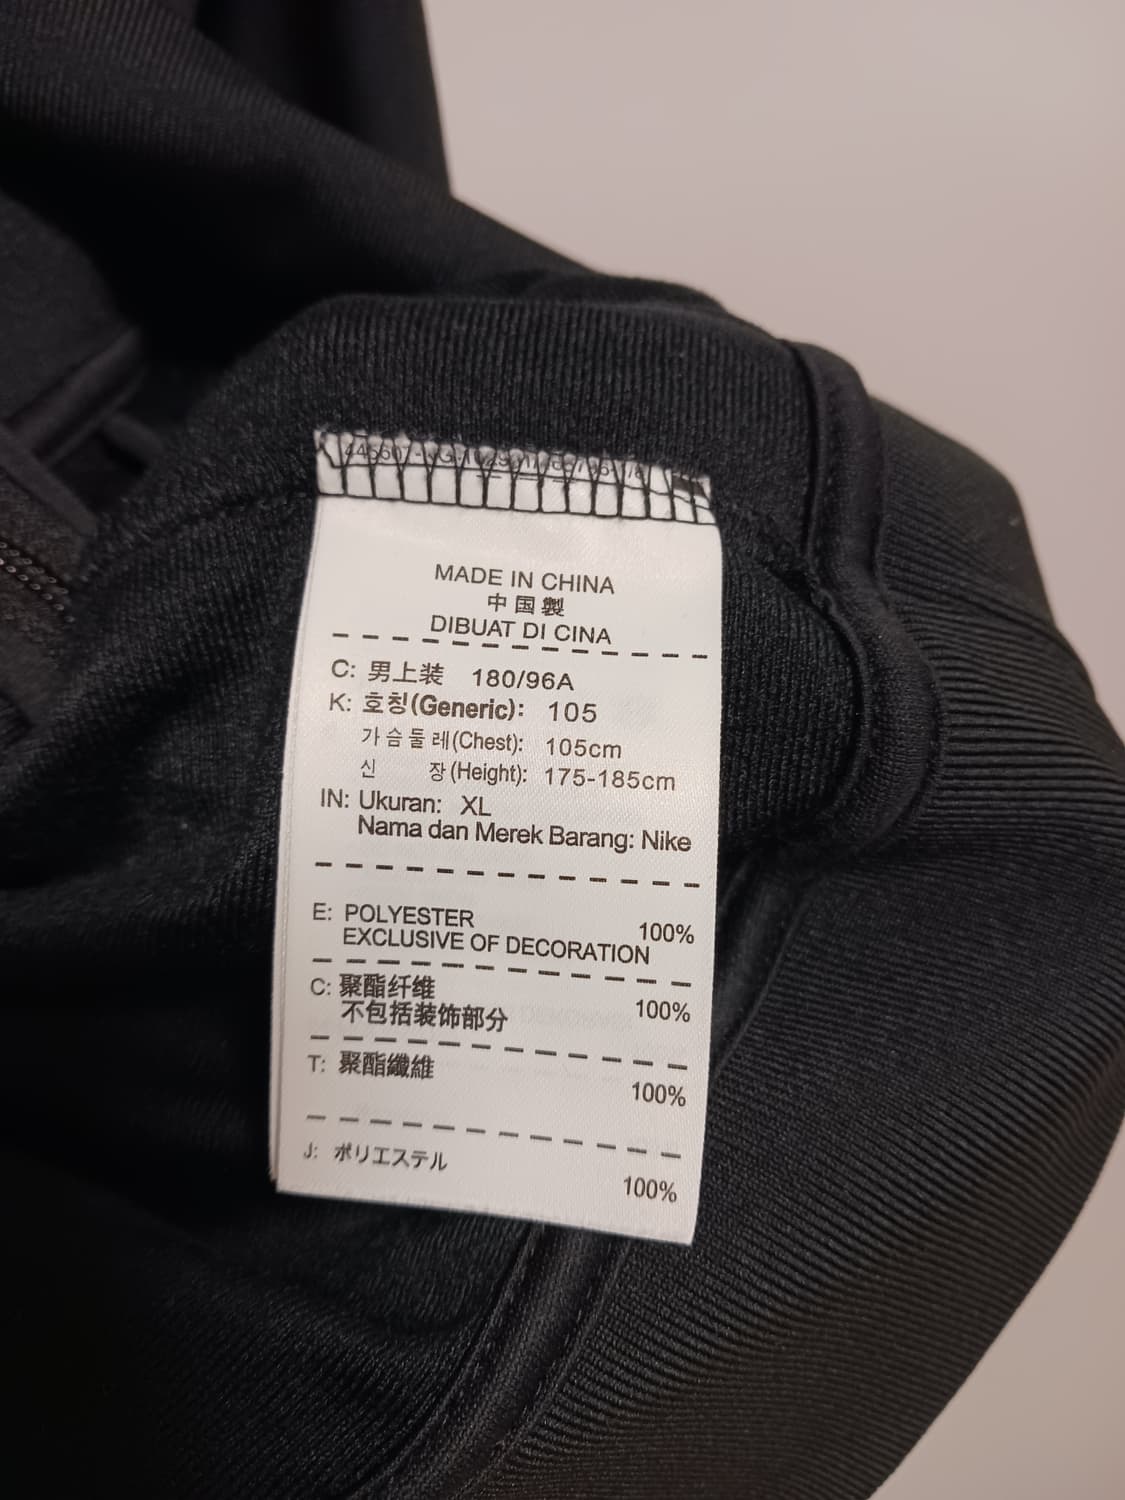 MADE IN CHINA
中国製
DIBUAT DI CINA
C: 男上装 180/96A
K: 호칭(Generic): 105
가슴둘레(Chest): 105cm
신 장(Height): 175-185cm
IN: Ukuran: XL
Nama dan Merek Barang: Nike
E: POLYESTER 100%
EXCLUSIVE OF DECORATION
C: 聚酯纤维 100%
不包括装饰部分
T: 聚酯纖維 100%
J: ポリエステル 100%